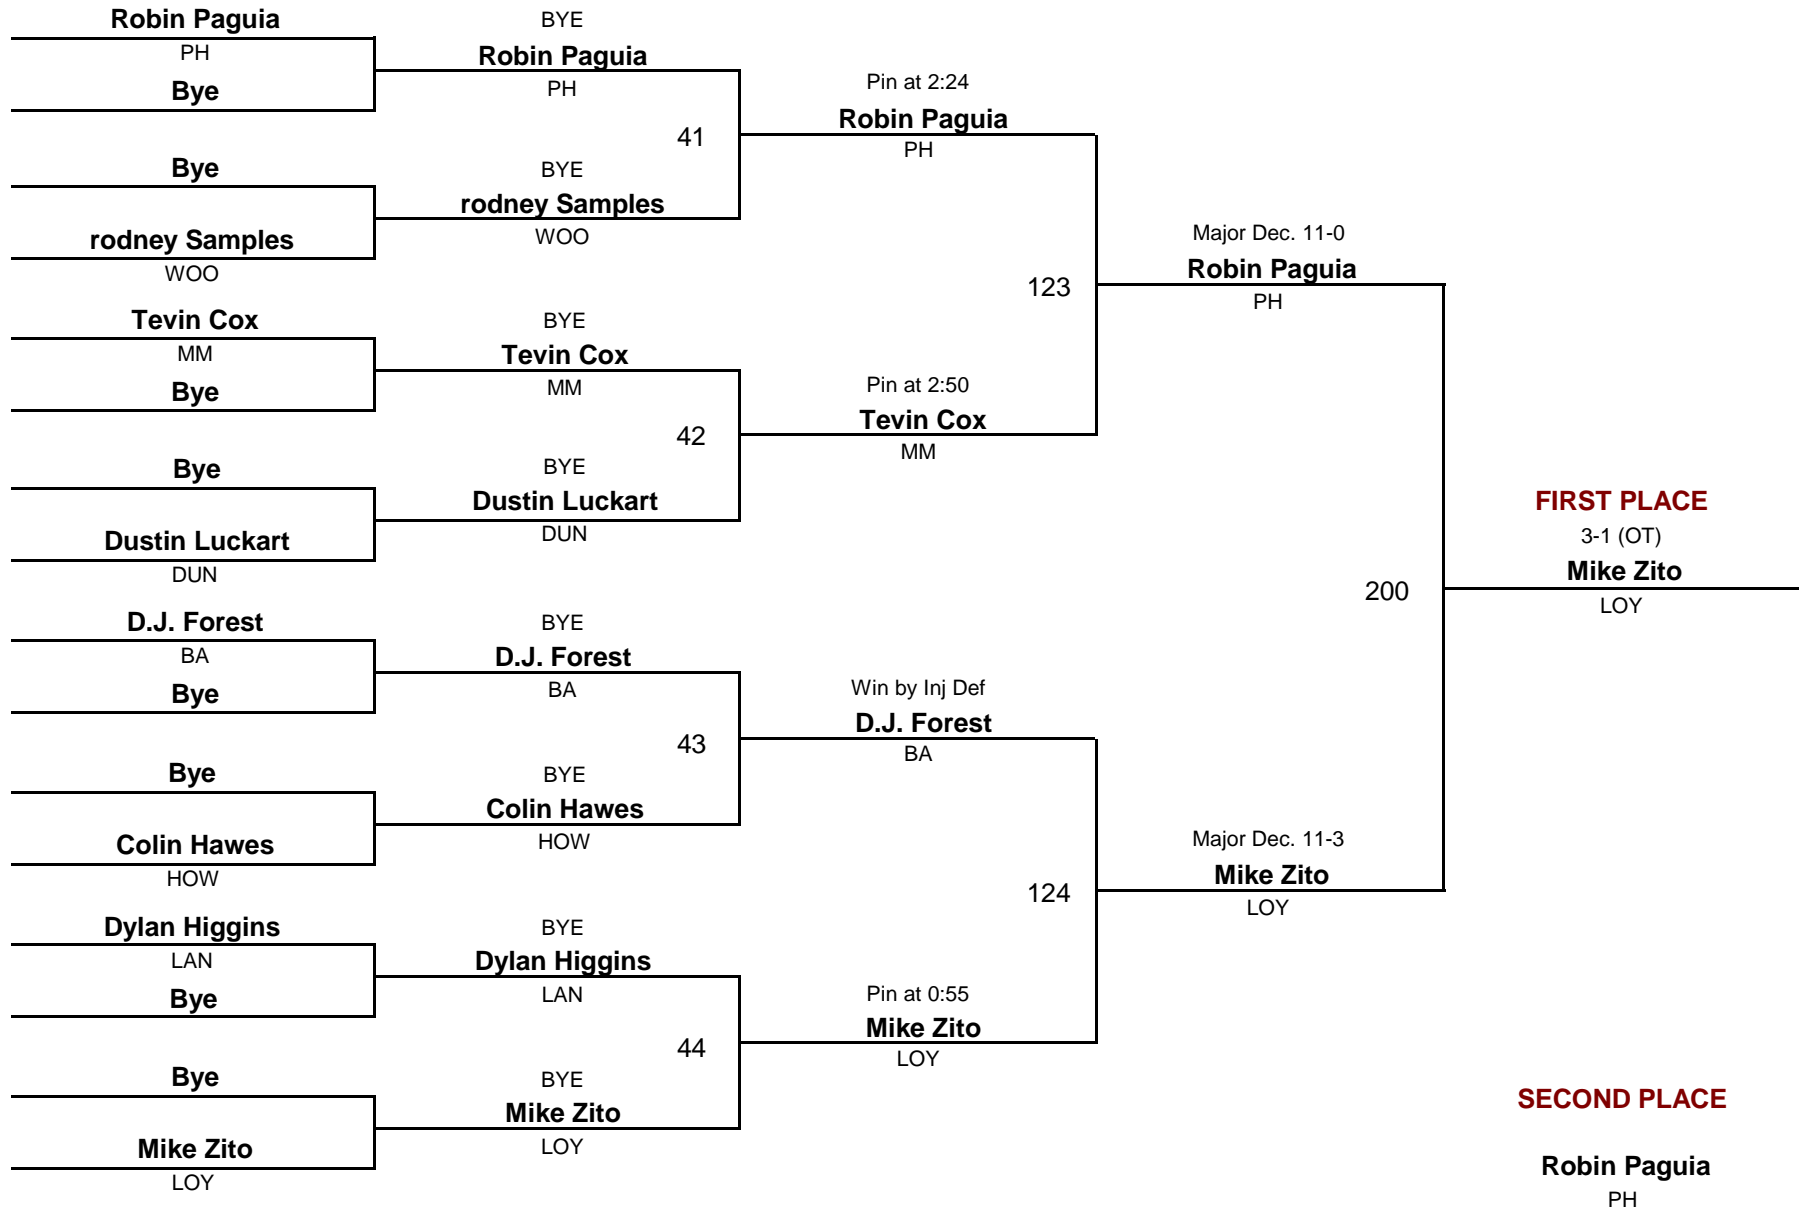 Robin Paguia
PH
Bye
Bye
rodney Samples
WOO
Tevin Cox
MM
Bye
Bye
Dustin Luckart
DUN
D.J. Forest
BA
Bye
Bye
Colin Hawes
HOW
Dylan Higgins
LAN
Bye
Bye
Mike Zito
LOY
BYE
Robin Paguia
PH
41
BYE
rodney Samples
WOO
BYE
Tevin Cox
MM
42
BYE
Dustin Luckart
DUN
BYE
D.J. Forest
BA
43
BYE
Colin Hawes
HOW
BYE
Dylan Higgins
LAN
44
BYE
Mike Zito
LOY
Pin at 2:24
Robin Paguia
PH
123
Pin at 2:50
Tevin Cox
MM
Win by Inj Def
D.J. Forest
BA
124
Pin at 0:55
Mike Zito
LOY
Major Dec. 11-0
Robin Paguia
PH
200
Major Dec. 11-3
Mike Zito
LOY
FIRST PLACE
3-1 (OT)
Mike Zito
LOY
SECOND PLACE
Robin Paguia
PH